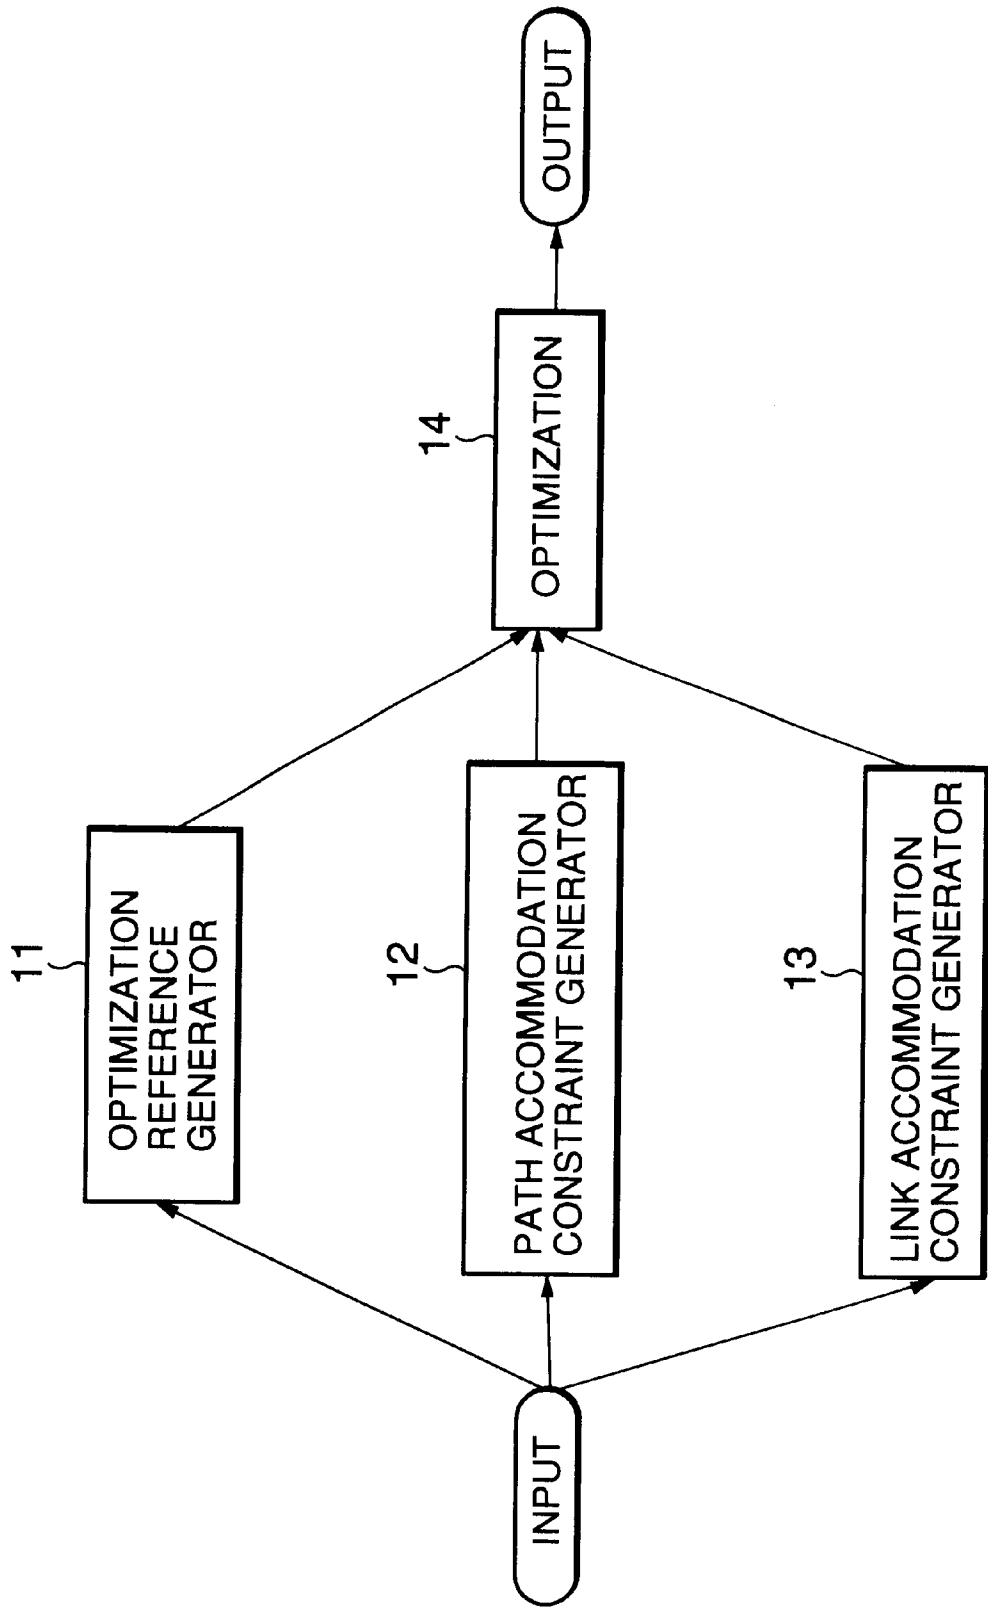 INPUT
11
OPTIMIZATION
REFERENCE
GENERATOR
12
PATH ACCOMMODATION
CONSTRAINT GENERATOR
13
LINK ACCOMMODATION
CONSTRAINT GENERATOR
14
OPTIMIZATION
OUTPUT